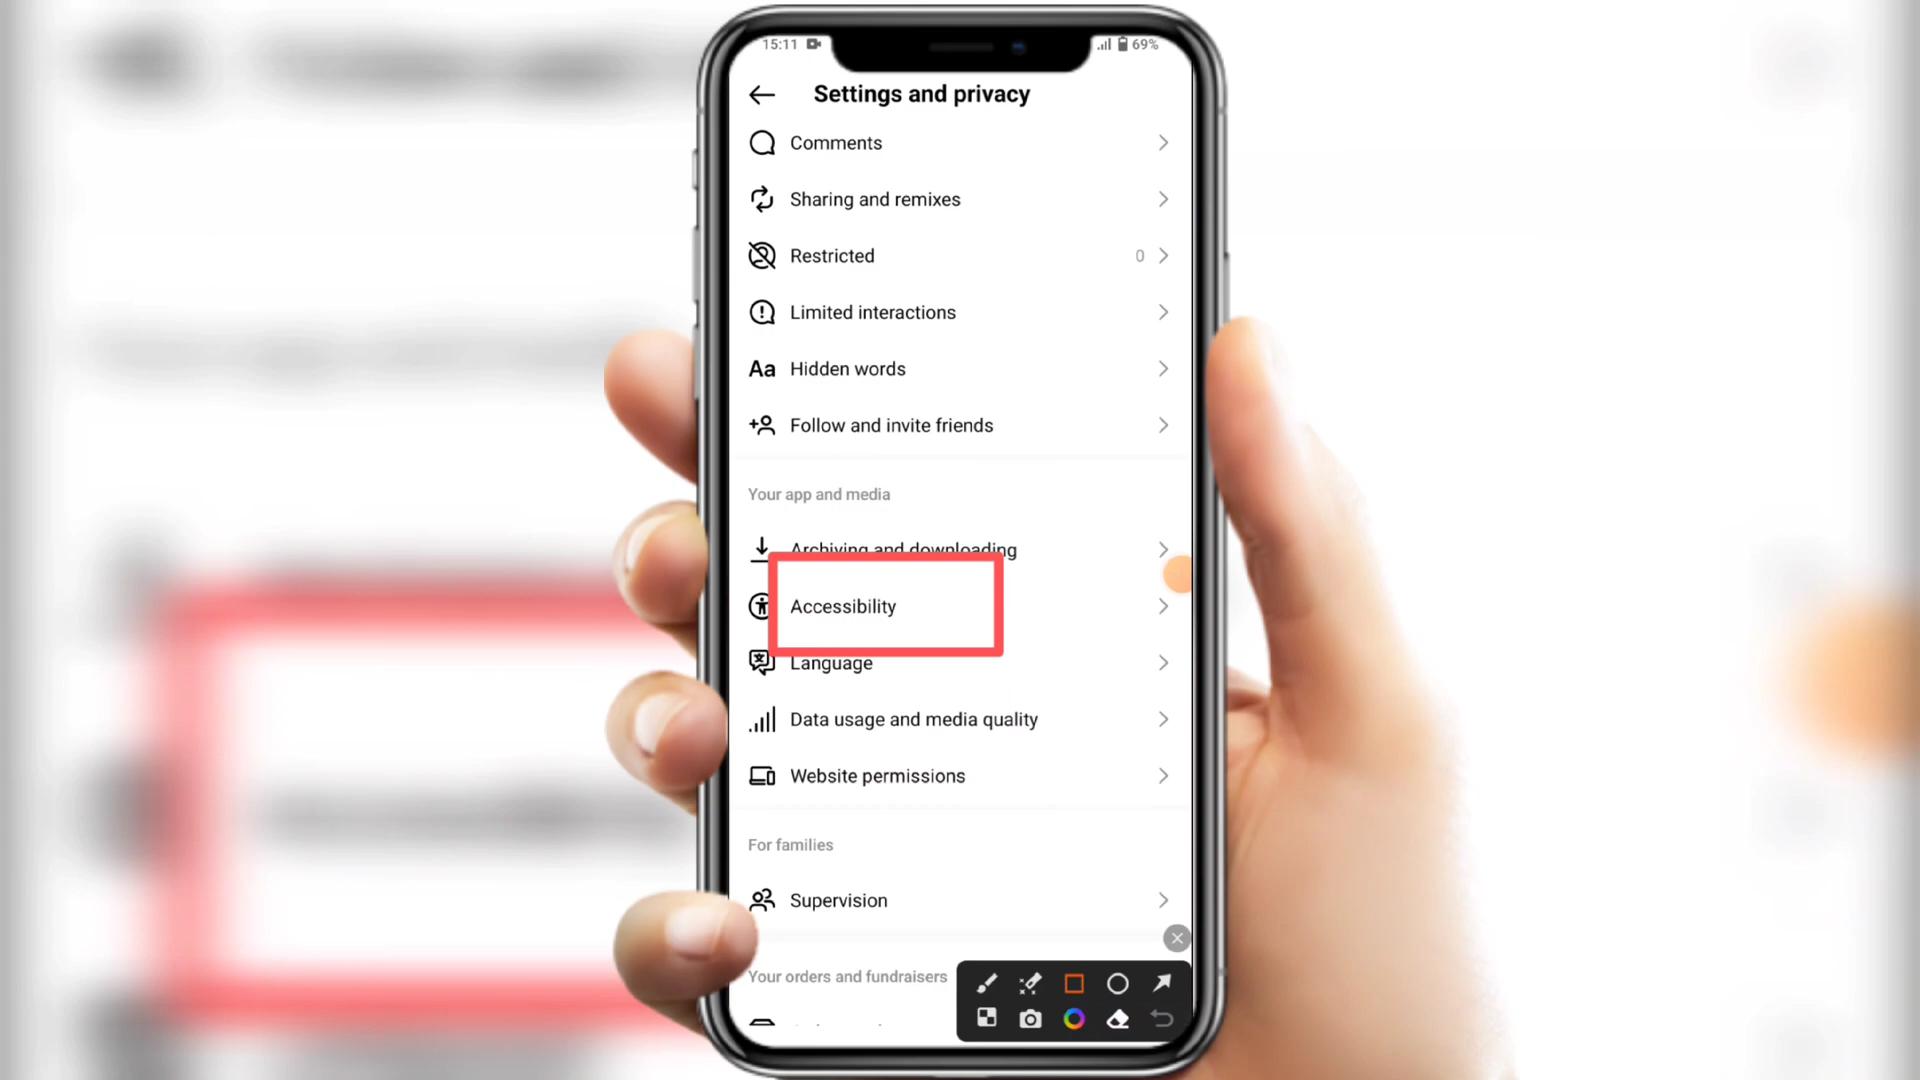 15:11
69%
Settings and privacy
Comments
Sharing and remixes
Restricted 0
Limited interactions
Aa Hidden words
Follow and invite friends
Your app and media
Archiving and downloading
Accessibility
Language
Data usage and media quality
Website permissions
For families
Supervision
Your orders and fundraisers